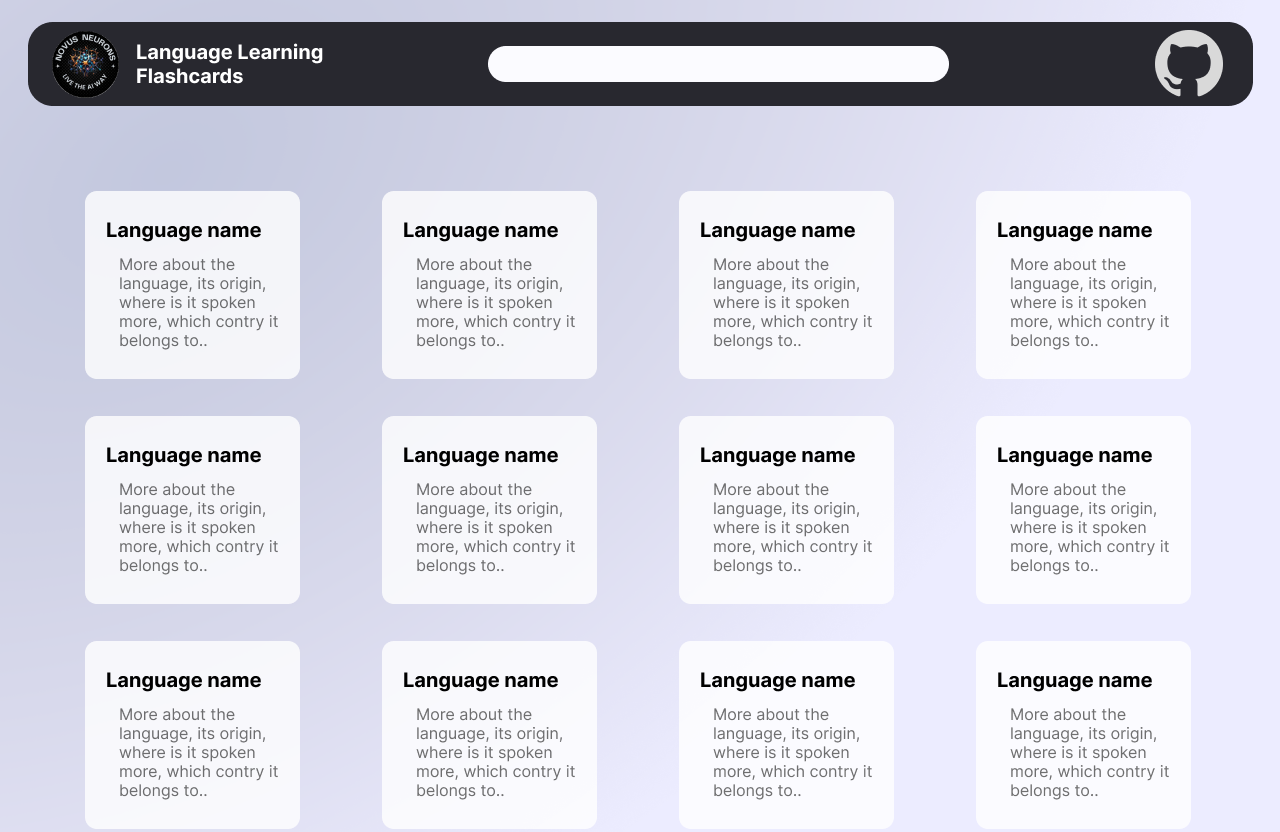 NOVUS NEURONS
LIVE THE AI WAY
Language Learning
Flashcards
Language name
More about the
language, its origin,
where is it spoken
more, which contry it
belongs to..
Language name
More about the
language, its origin,
where is it spoken
more, which contry it
belongs to..
Language name
More about the
language, its origin,
where is it spoken
more, which contry it
belongs to..
Language name
More about the
language, its origin,
where is it spoken
more, which contry it
belongs to..
Language name
More about the
language, its origin,
where is it spoken
more, which contry it
belongs to..
Language name
More about the
language, its origin,
where is it spoken
more, which contry it
belongs to..
Language name
More about the
language, its origin,
where is it spoken
more, which contry it
belongs to..
Language name
More about the
language, its origin,
where is it spoken
more, which contry it
belongs to..
Language name
More about the
language, its origin,
where is it spoken
more, which contry it
belongs to..
Language name
More about the
language, its origin,
where is it spoken
more, which contry it
belongs to..
Language name
More about the
language, its origin,
where is it spoken
more, which contry it
belongs to..
Language name
More about the
language, its origin,
where is it spoken
more, which contry it
belongs to..